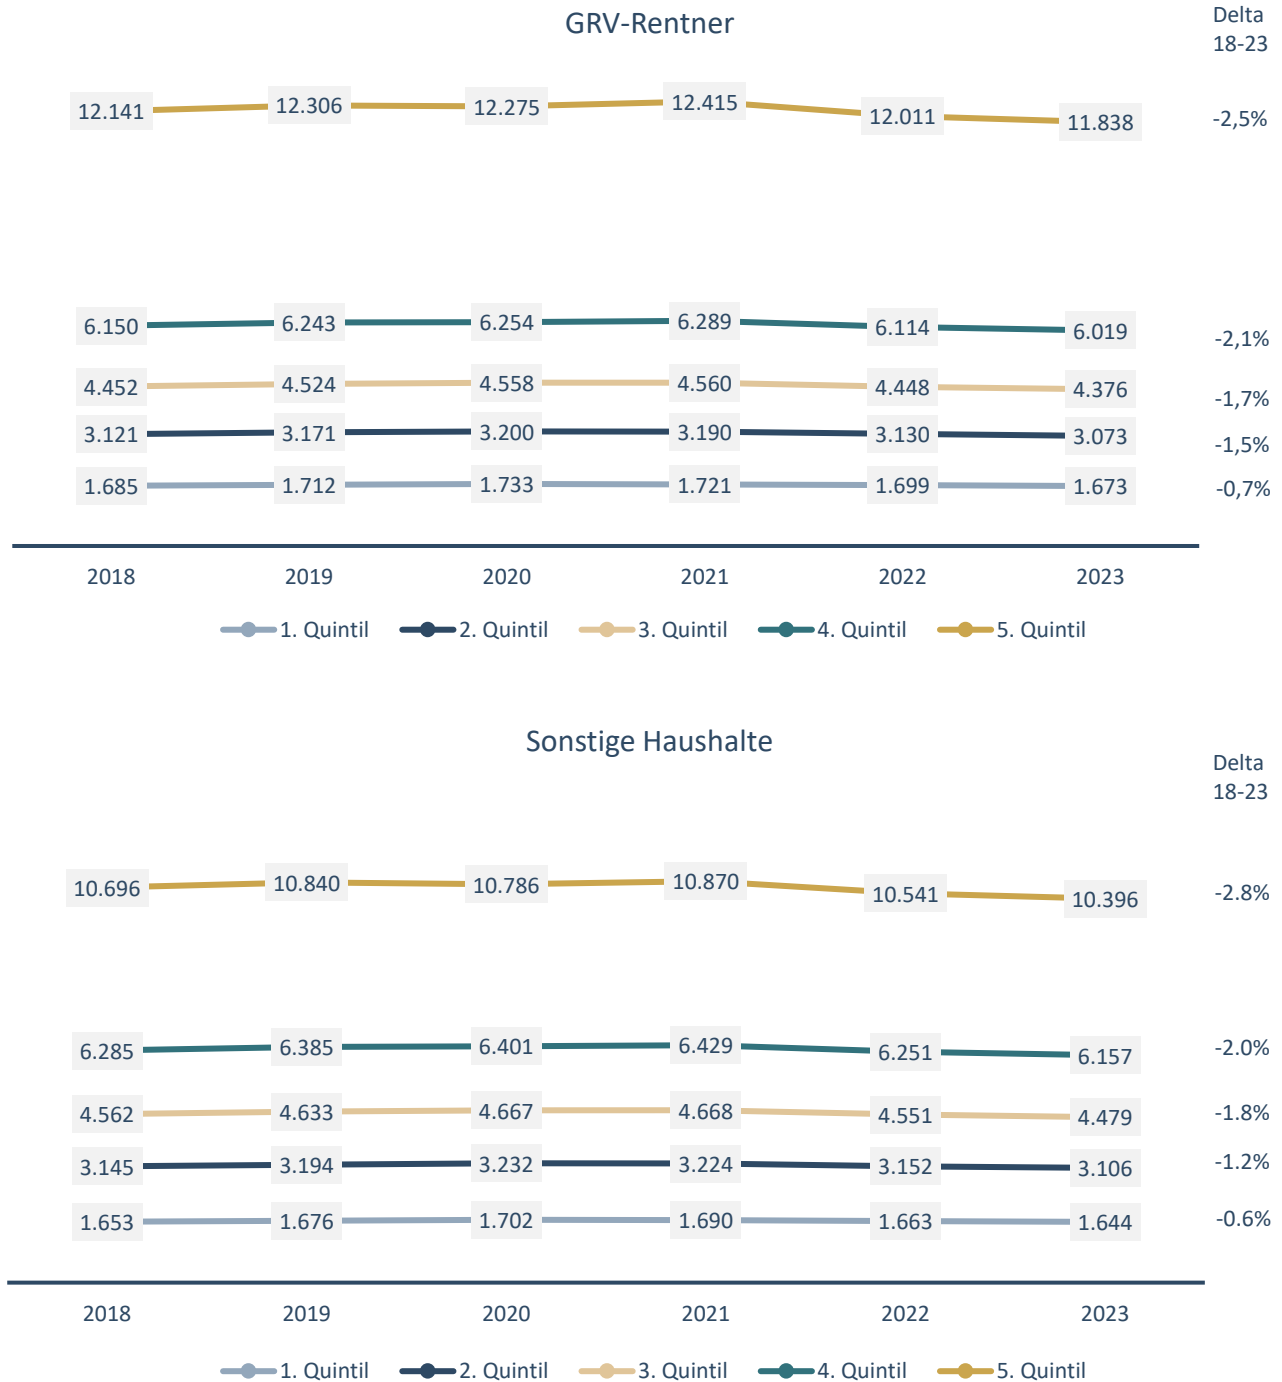 GRV-Rentner
Delta
18-23
12.141 12.306 12.275 12.415 12.011 11.838 -2,5%
6.150 6.243 6.254 6.289 6.114 6.019 -2,1%
4.452 4.524 4.558 4.560 4.448 4.376 -1,7%
3.121 3.171 3.200 3.190 3.130 3.073 -1,5%
1.685 1.712 1.733 1.721 1.699 1.673 -0,7%
2018 2019 2020 2021 2022 2023
1. Quintil 2. Quintil 3. Quintil 4. Quintil 5. Quintil
Sonstige Haushalte
Delta
18-23
10.696 10.840 10.786 10.870 10.541 10.396 -2.8%
6.285 6.385 6.401 6.429 6.251 6.157 -2.0%
4.562 4.633 4.667 4.668 4.551 4.479 -1.8%
3.145 3.194 3.232 3.224 3.152 3.106 -1.2%
1.653 1.676 1.702 1.690 1.663 1.644 -0.6%
2018 2019 2020 2021 2022 2023
1. Quintil 2. Quintil 3. Quintil 4. Quintil 5. Quintil